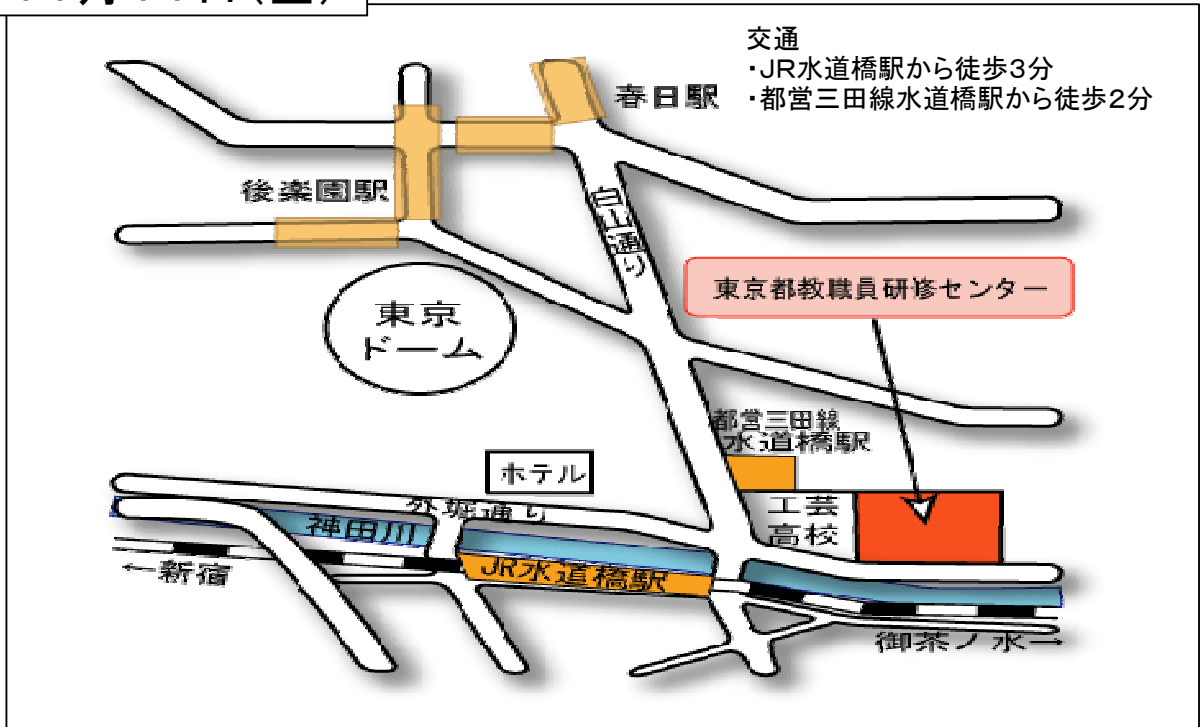 交通
・JR水道橋駅から徒歩3分
・都営三田線水道橋駅から徒歩2分
春日駅
後楽園駅
白山通り
東京都教職員研修センター
東京
ドーム
都営三田線
水道橋駅
ホテル
外堀通り
工芸
高校
神田川
JR水道橋駅
←新宿
御茶ノ水→